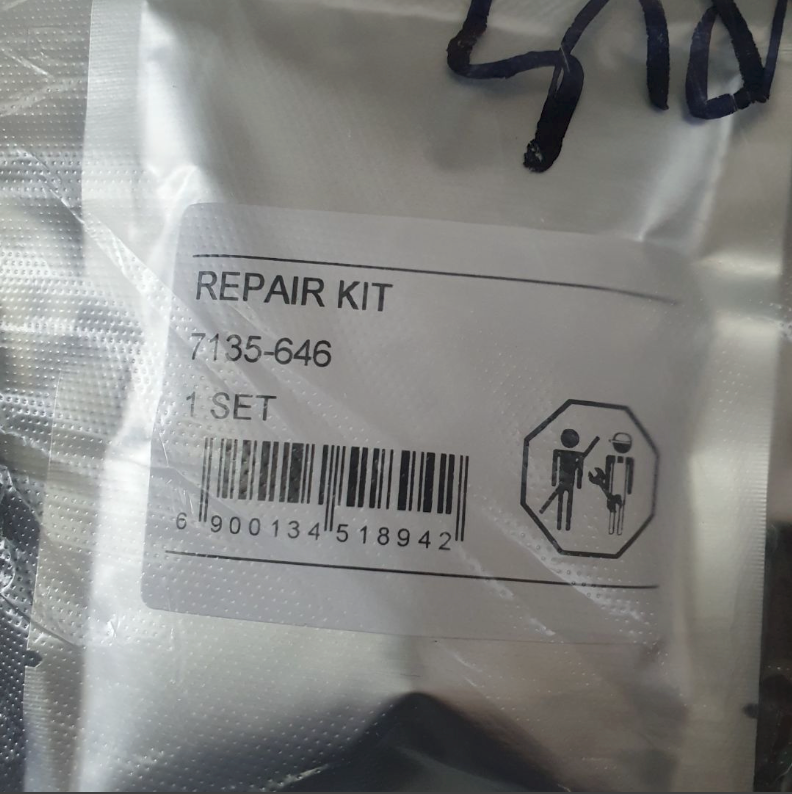 REPAIR KIT
7135-646
1 SET
6 900134 518942